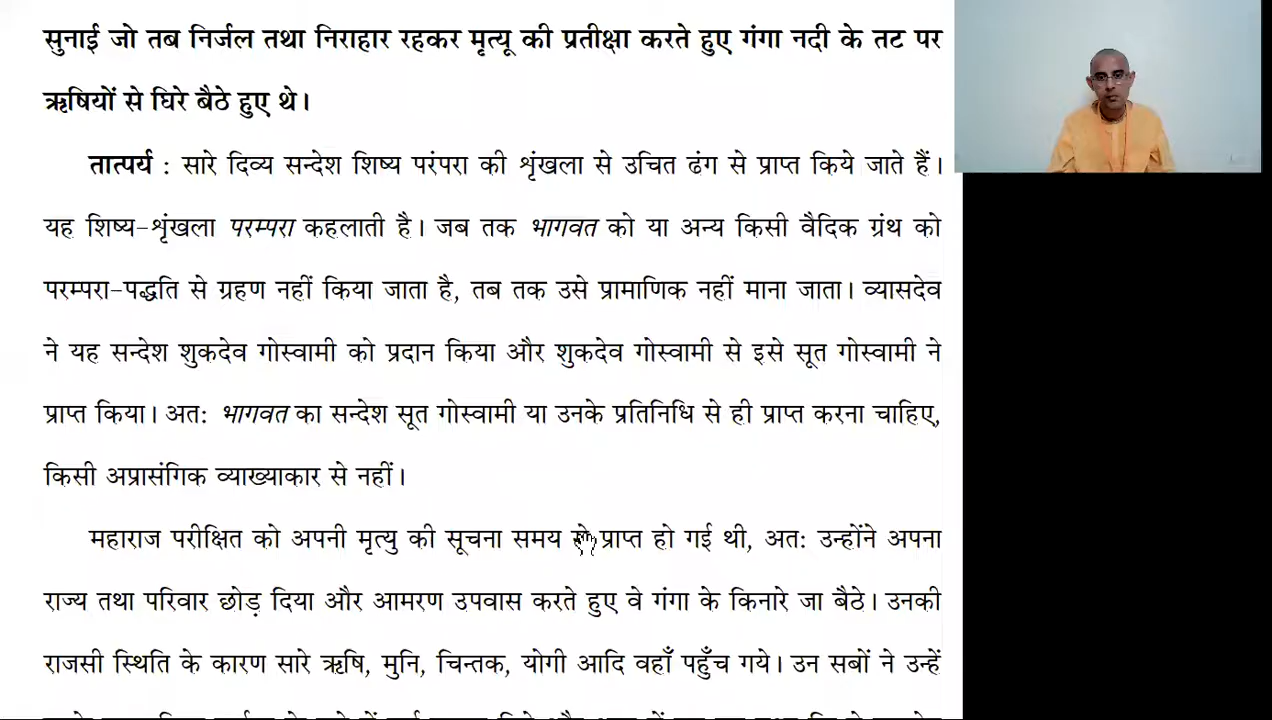 सुनाई जो तब निर्जल तथा निराहार रहकर मृत्यू की प्रतीक्षा करते हुए गंगा नदी के तट पर
ऋषियों से घिरे बैठे हुए थे।
तात्पर्य : सारे दिव्य सन्देश शिष्य परंपरा की शृंखला से उचित ढंग से प्राप्त किये जाते हैं।
यह शिष्य-शृंखला परम्परा कहलाती है। जब तक भागवत को या अन्य किसी वैदिक ग्रंथ को
परम्परा-पद्धति से ग्रहण नहीं किया जाता है, तब तक उसे प्रामाणिक नहीं माना जाता। व्यासदेव
ने यह सन्देश शुकदेव गोस्वामी को प्रदान किया और शुकदेव गोस्वामी से इसे सूत गोस्वामी ने
प्राप्त किया। अत: भागवत का सन्देश सूत गोस्वामी या उनके प्रतिनिधि से ही प्राप्त करना चाहिए,
किसी अप्रासंगिक व्याख्याकार से नहीं।
महाराज परीक्षित को अपनी मृत्यु की सूचना समय से प्राप्त हो गई थी, अत: उन्होंने अपना
राज्य तथा परिवार छोड़ दिया और आमरण उपवास करते हुए वे गंगा के किनारे जा बैठे। उनकी
राजसी स्थिति के कारण सारे ऋषि, मुनि, चिन्तक, योगी आदि वहाँ पहुँच गये। उन सबों ने उन्हें